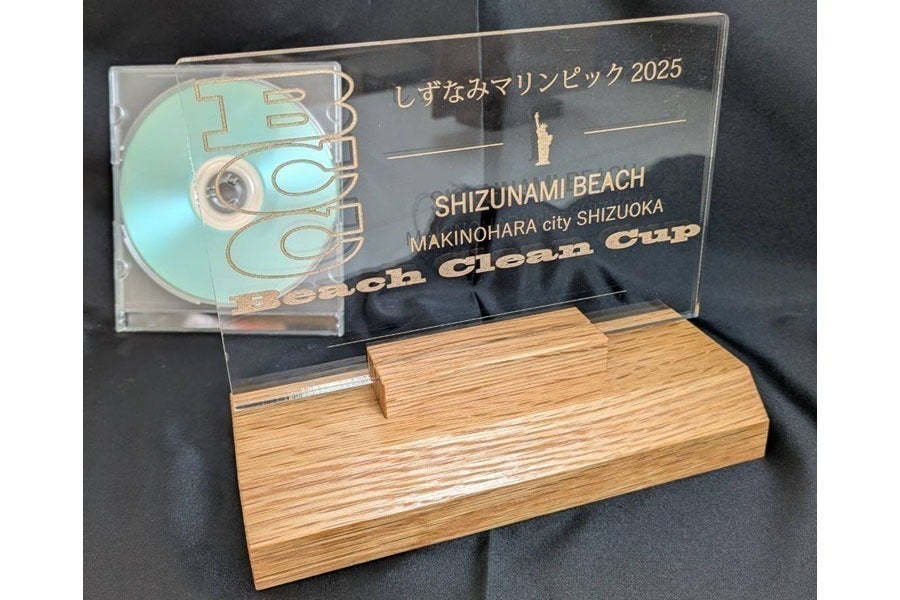 しずなみマリンピック 2025
SHIZUNAMI BEACH
MAKINOHARA city SHIZUOKA
Beach Clean Cup